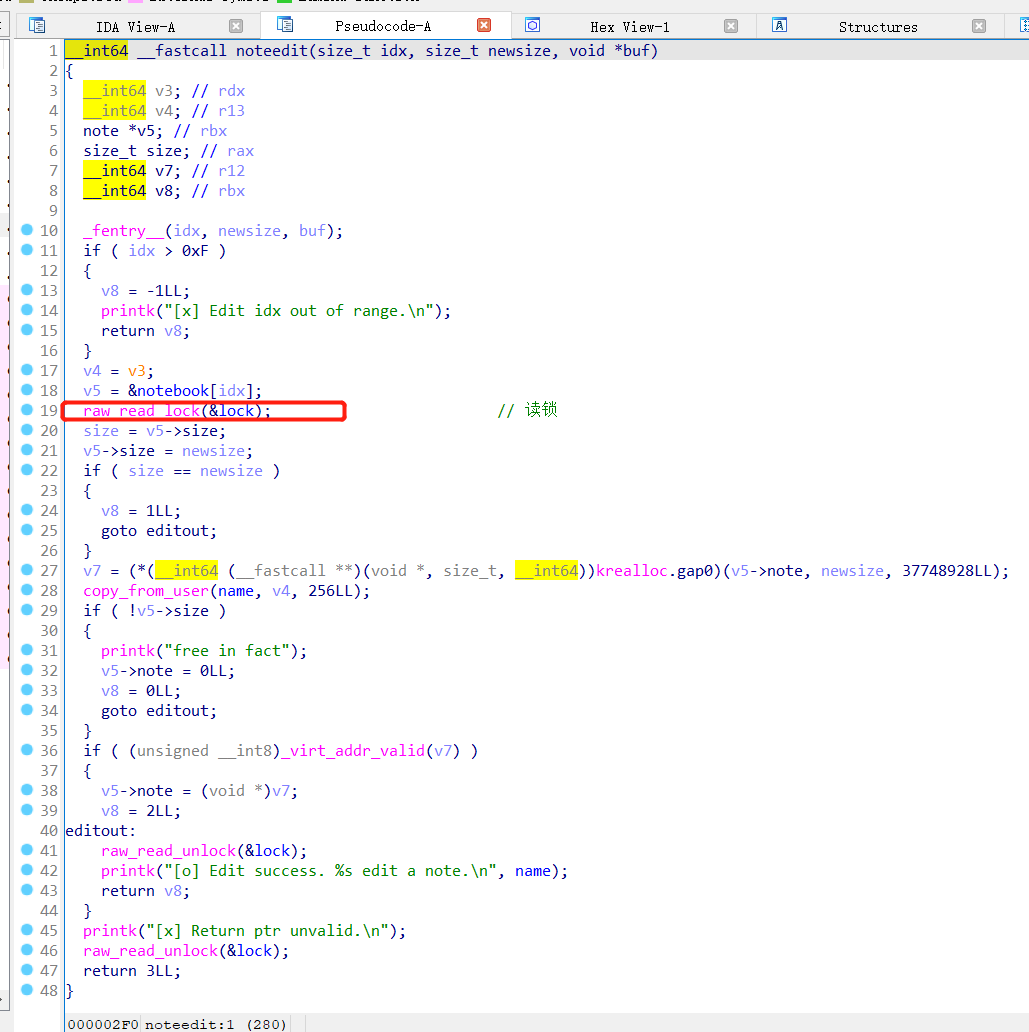 IDA View-A Pseudocode-A Hex View-1 Structures
1 __int64 __fastcall noteedit(size_t idx, size_t newsize, void *buf)
2 {
3 __int64 v3; // rdx
4 __int64 v4; // r13
5 note *v5; // rbx
6 size_t size; // rax
7 __int64 v7; // r12
8 __int64 v8; // rbx
9
10 _fentry__(idx, newsize, buf);
11 if ( idx > 0xF )
12 {
13 v8 = -1LL;
14 printk("[x] Edit idx out of range.\n");
15 return v8;
16 }
17 v4 = v3;
18 v5 = &notebook[idx];
19 raw_read_lock(&lock); // 读锁
20 size = v5->size;
21 v5->size = newsize;
22 if ( size == newsize )
23 {
24 v8 = 1LL;
25 goto editout;
26 }
27 v7 = (*(__int64 (__fastcall **)(void *, size_t, __int64))krealloc.gap0)(v5->note, newsize, 37748928LL);
28 copy_from_user(name, v4, 256LL);
29 if ( !v5->size )
30 {
31 printk("free in fact");
32 v5->note = 0LL;
33 v8 = 0LL;
34 goto editout;
35 }
36 if ( (unsigned __int8)_virt_addr_valid(v7) )
37 {
38 v5->note = (void *)v7;
39 v8 = 2LL;
40 editout:
41 raw_read_unlock(&lock);
42 printk("[o] Edit success. %s edit a note.\n", name);
43 return v8;
44 }
45 printk("[x] Return ptr unvalid.\n");
46 raw_read_unlock(&lock);
47 return 3LL;
48 }
000002F0 noteedit:1 (280)